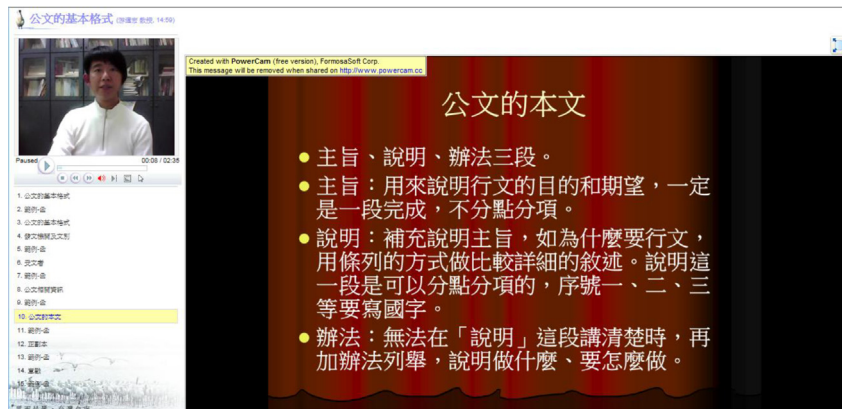 公文的基本格式
14:59)
Created with PowerCam (free version), FormosaSoft Corp.
This message will be removed when shared on http://www.powercam.cc
Paused
00:08 / 02:36
1. 公文的基本格式
2. 範例-函
3. 公文的基本格式
4. 發文機關及文別
5. 範例-函
6. 受文者
7. 範例-函
8. 公文相關資訊
9. 範例-函
10. 公文的本文
11. 範例-函
12. 正副本
13. 範例-函
14. 署名
15. 範例-函
公文的本文
主旨、說明、辦法三段。
主旨：用來說明行文的目的和期望，一定
是一段完成，不分點分項。
說明：補充說明主旨，如為什麼要行文，
用條列的方式做比較詳細的敘述。說明這
一段是可以分點分項的，序號一、二、三
等要寫國字。
辦法：無法在「說明」這段講清楚時，再
加辦法列舉，說明做什麼、要怎麼做。